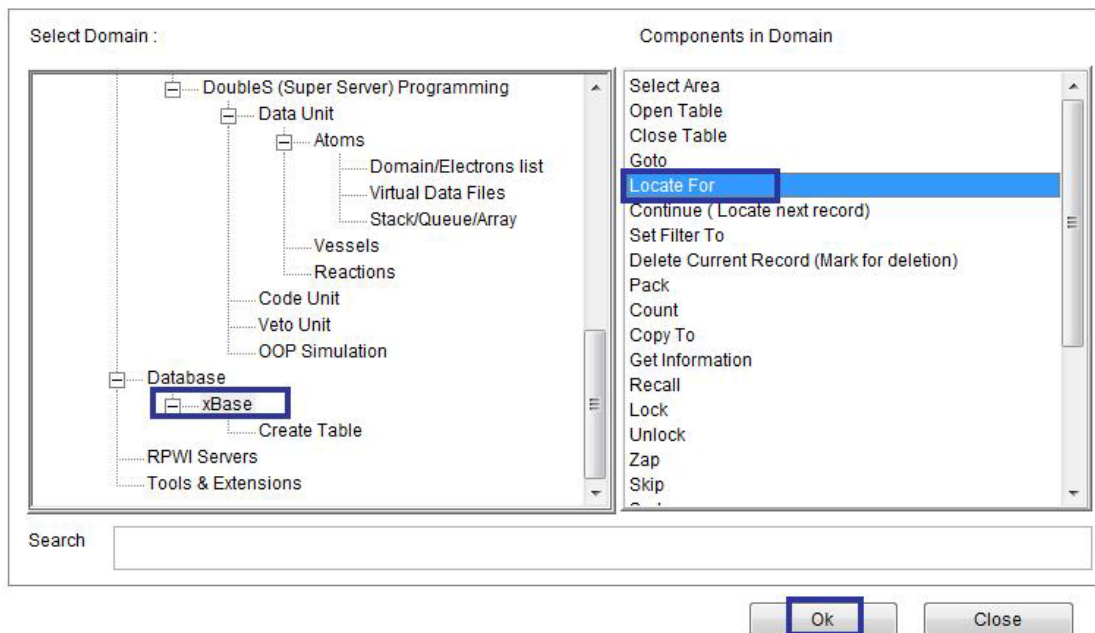 Select Domain :
Components in Domain
DoubleS (Super Server) Programming
Data Unit
Atoms
Domain/Electrons list
Virtual Data Files
Stack/Queue/Array
Vessels
Reactions
Code Unit
Veto Unit
OOP Simulation
Database
xBase
Create Table
RPWI Servers
Tools & Extensions
Select Area
Open Table
Close Table
Goto
Locate For
Continue ( Locate next record)
Set Filter To
Delete Current Record (Mark for deletion)
Pack
Count
Copy To
Get Information
Recall
Lock
Unlock
Zap
Skip
Search
Ok
Close